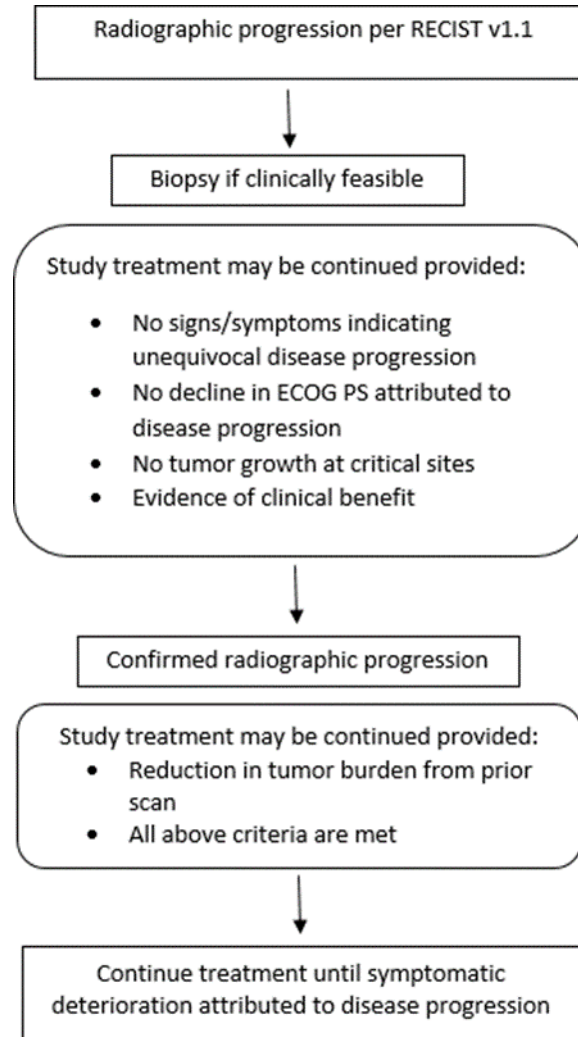 Radiographic progression per RECIST v1.1
Biopsy if clinically feasible
Study treatment may be continued provided:
• No signs/symptoms indicating
unequivocal disease progression
• No decline in ECOG PS attributed to
disease progression
• No tumor growth at critical sites
• Evidence of clinical benefit
Confirmed radiographic progression
Study treatment may be continued provided:
• Reduction in tumor burden from prior
scan
• All above criteria are met
Continue treatment until symptomatic
deterioration attributed to disease progression